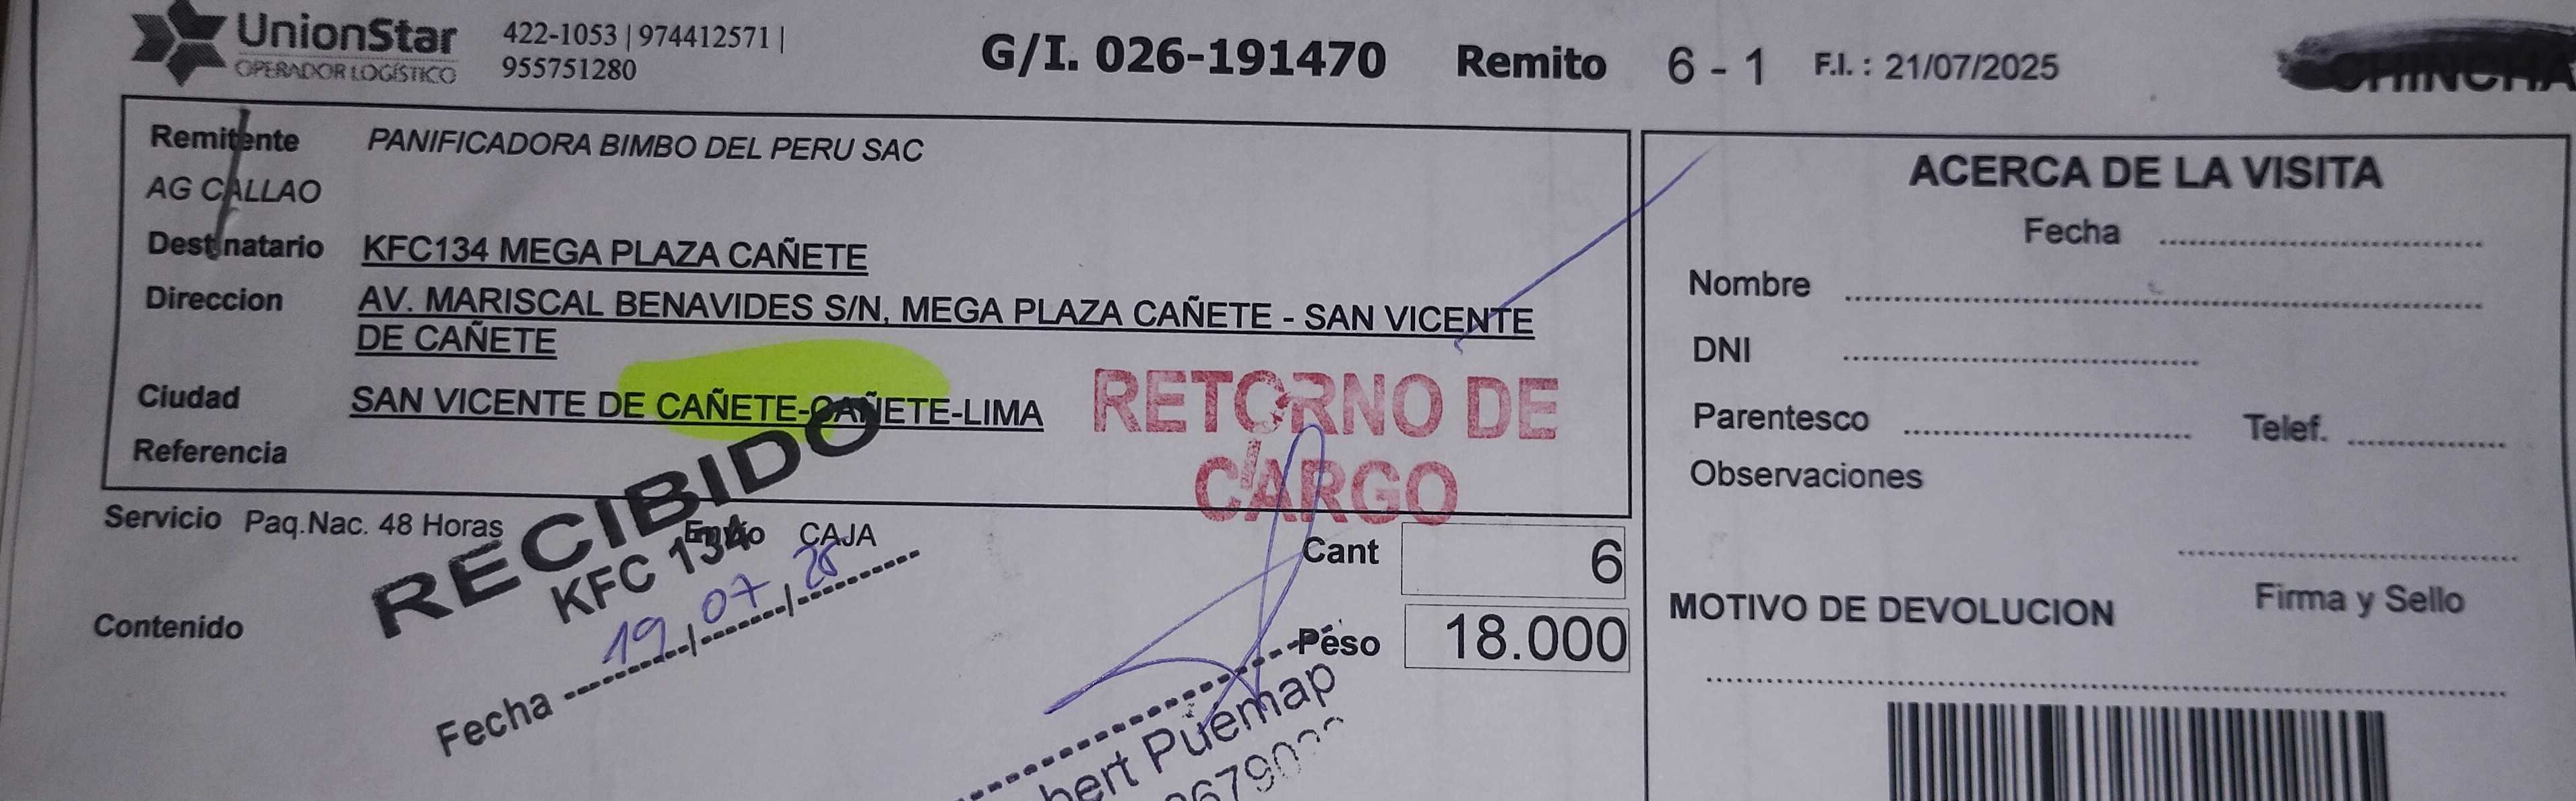 UnionStar
OPERADOR LOGÍSTICO
422-1053 | 974412571 |
955751280
G/I. 026-191470 Remito 6 - 1 F.I. : 21/07/2025
CHINCHA
Remitente PANIFICADORA BIMBO DEL PERU SAC
AG CALLAO
Destinatario KFC134 MEGA PLAZA CAÑETE
Direccion AV. MARISCAL BENAVIDES S/N, MEGA PLAZA CAÑETE - SAN VICENTE
DE CAÑETE
Ciudad SAN VICENTE DE CAÑETE-CAÑETE-LIMA
Referencia
RETORNO DE
CARGO
Servicio Paq.Nac. 48 Horas Envio CAJA
Cant 6
Contenido
Peso 18.000
RECIBIDO
KFC 134
Fecha 19/07/25
bert Puemap
ACERCA DE LA VISITA
Fecha
Nombre
DNI
Parentesco Telef.
Observaciones
Firma y Sello
MOTIVO DE DEVOLUCION